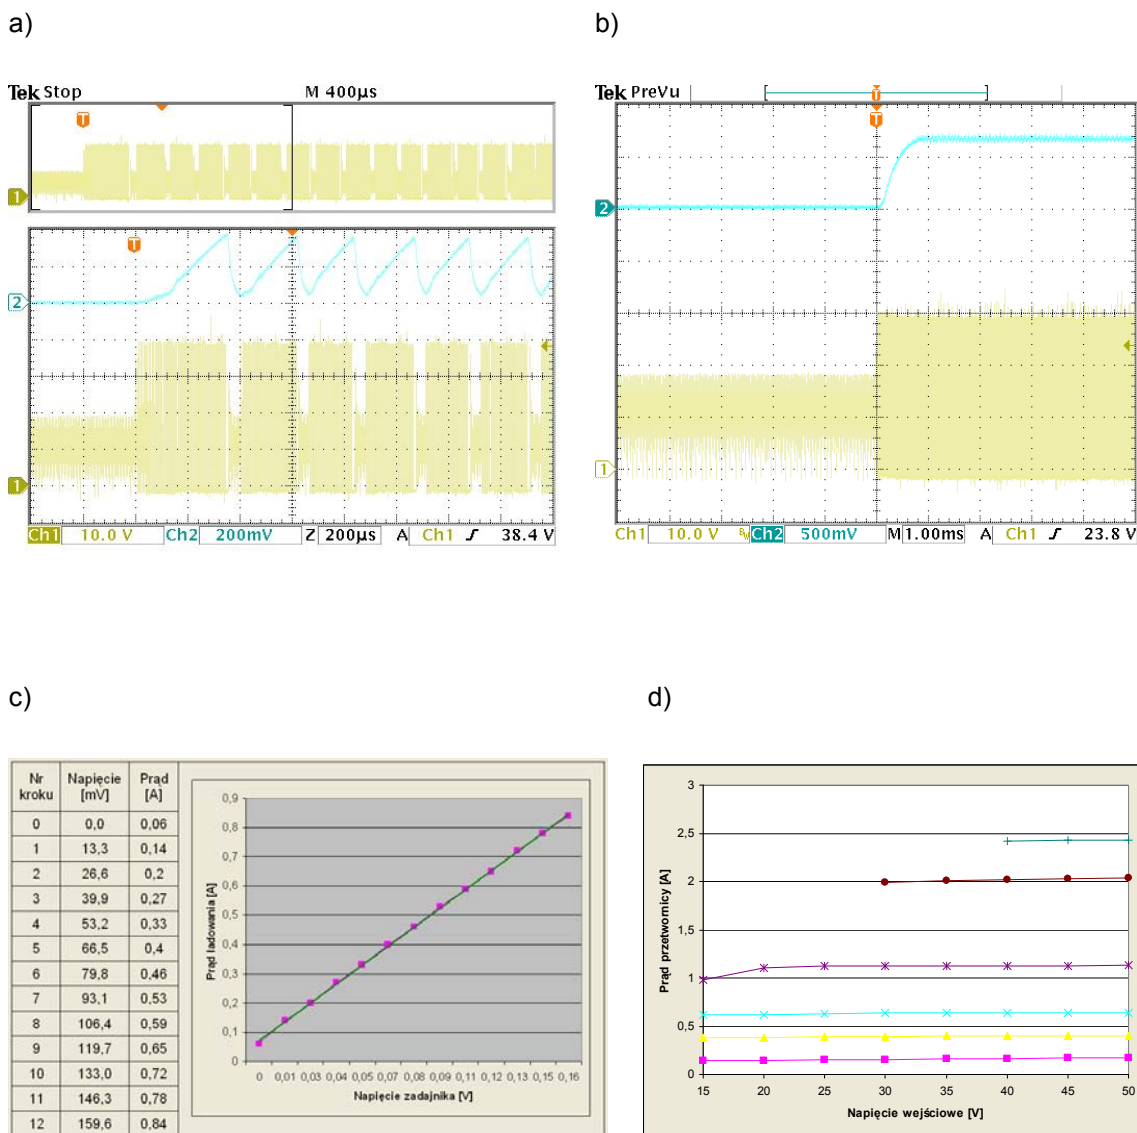 a)
b)
Tek Stop M 400µs
T
T
1
2
1
Ch1 10.0 V Ch2 200mV Z 200µs A Ch1 38.4 V
Tek PreVu
T
T
2
1
Ch1 10.0 V BW Ch2 500mV M 1.00ms A Ch1 23.8 V
c)
d)
Nr kroku Napięcie [mV] Prąd [A]
0 0,0 0,06
1 13,3 0,14
2 26,6 0,2
3 39,9 0,27
4 53,2 0,33
5 66,5 0,4
6 79,8 0,46
7 93,1 0,53
8 106,4 0,59
9 119,7 0,65
10 133,0 0,72
11 146,3 0,78
12 159,6 0,84
Prąd ładowania [A]
0,9
0,8
0,7
0,6
0,5
0,4
0,3
0,2
0,1
0
0 0,01 0,03 0,04 0,05 0,07 0,08 0,09 0,11 0,12 0,13 0,15 0,16
Napięcie zadajnika [V]
Prąd przetwornicy [A]
3
2,5
2
1,5
1
0,5
0
15 20 25 30 35 40 45 50
Napięcie wejściowe [V]